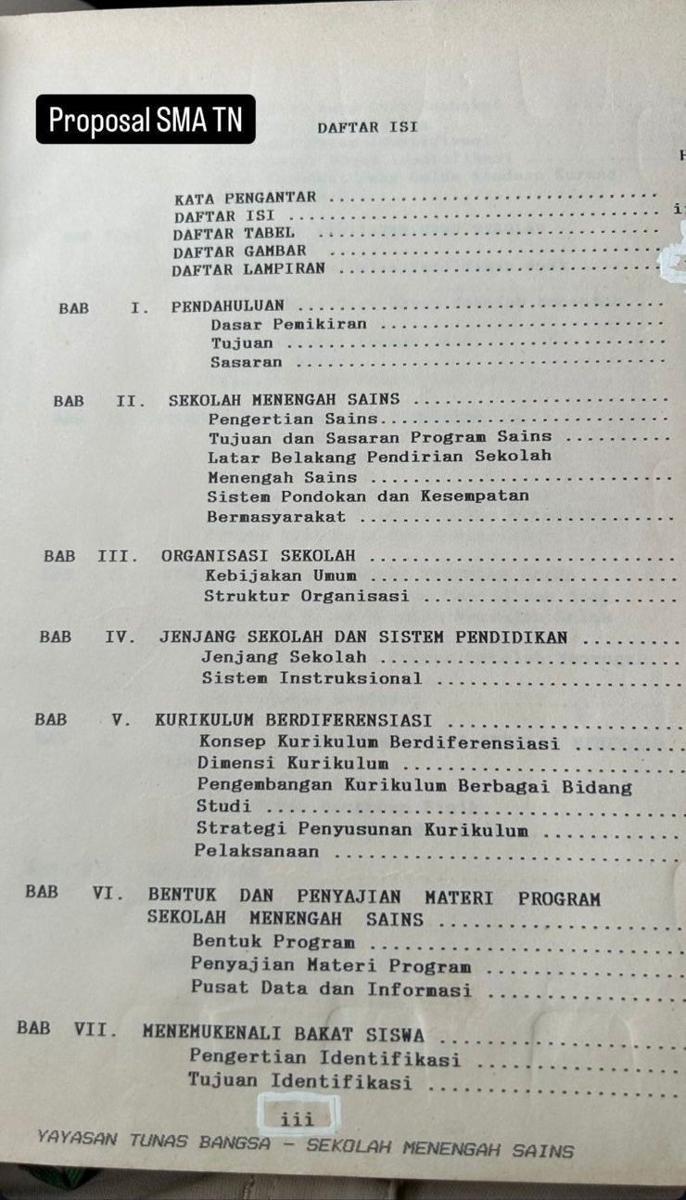 Proposal SMA TN
DAFTAR ISI
KATA PENGANTAR ................................
DAFTAR ISI ....................................
DAFTAR TABEL ..................................
DAFTAR GAMBAR .................................
DAFTAR LAMPIRAN ...............................
BAB I. PENDAHULUAN ..................................
Dasar Pemikiran ...........................
Tujuan ....................................
Sasaran ...................................
BAB II. SEKOLAH MENENGAH SAINS .......................
Pengertian Sains...........................
Tujuan dan Sasaran Program Sains ..........
Latar Belakang Pendirian Sekolah
Menengah Sains ............................
Sistem Pondokan dan Kesempatan
Bermasyarakat .............................
BAB III. ORGANISASI SEKOLAH ...........................
Kebijakan Umum ............................
Struktur Organisasi .......................
BAB IV. JENJANG SEKOLAH DAN SISTEM PENDIDIKAN ........
Jenjang Sekolah ...........................
Sistem Instruksional ......................
BAB V. KURIKULUM BERDIFERENSIASI ....................
Konsep Kurikulum Berdiferensiasi ..........
Dimensi Kurikulum .........................
Pengembangan Kurikulum Berbagai Bidang
Studi .....................................
Strategi Penyusunan Kurikulum .............
Pelaksanaan ...............................
BAB VI. BENTUK DAN PENYAJIAN MATERI PROGRAM
SEKOLAH MENENGAH SAINS .......................
Bentuk Program ............................
Penyajian Materi Program ..................
Pusat Data dan Informasi ..................
BAB VII. MENEMUKENALI BAKAT SISWA .....................
Pengertian Identifikasi ...................
Tujuan Identifikasi .......................
iii
YAYASAN TUNAS BANGSA - SEKOLAH MENENGAH SAINS